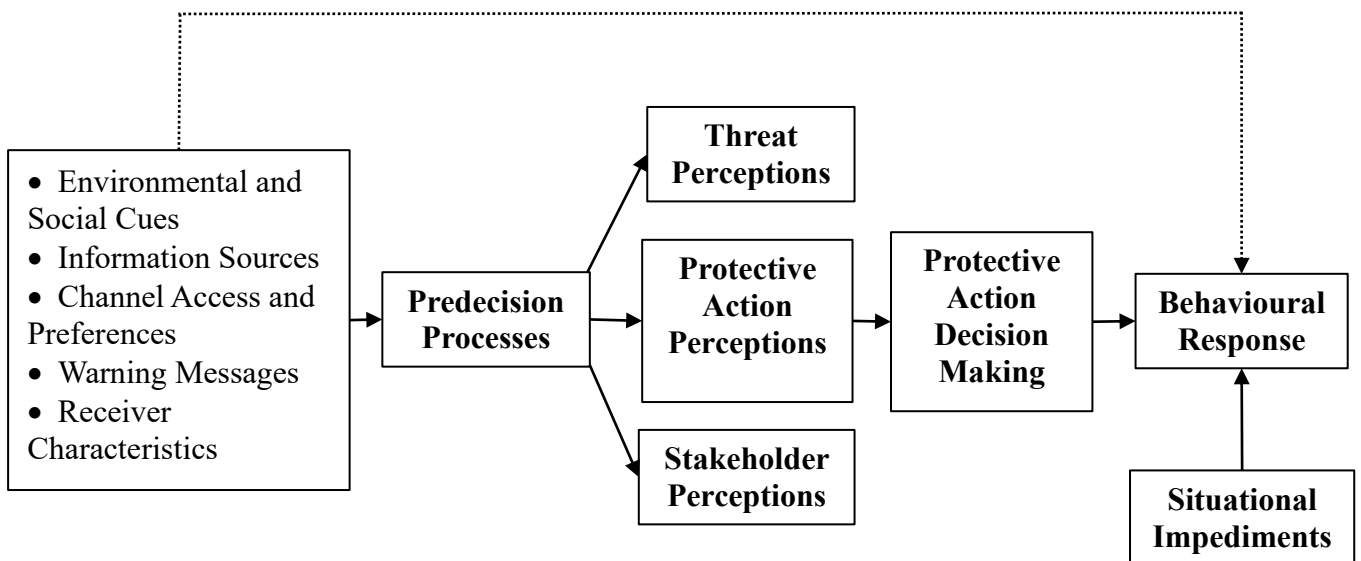 • Environmental and
Social Cues
• Information Sources
• Channel Access and
Preferences
• Warning Messages
• Receiver
Characteristics
Predecision
Processes
Threat
Perceptions
Protective
Action
Perceptions
Stakeholder
Perceptions
Protective
Action
Decision
Making
Behavioural
Response
Situational
Impediments